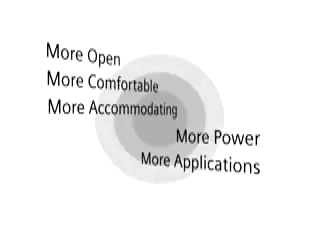 More Open
More Comfortable
More Accommodating
More Power
More Applications